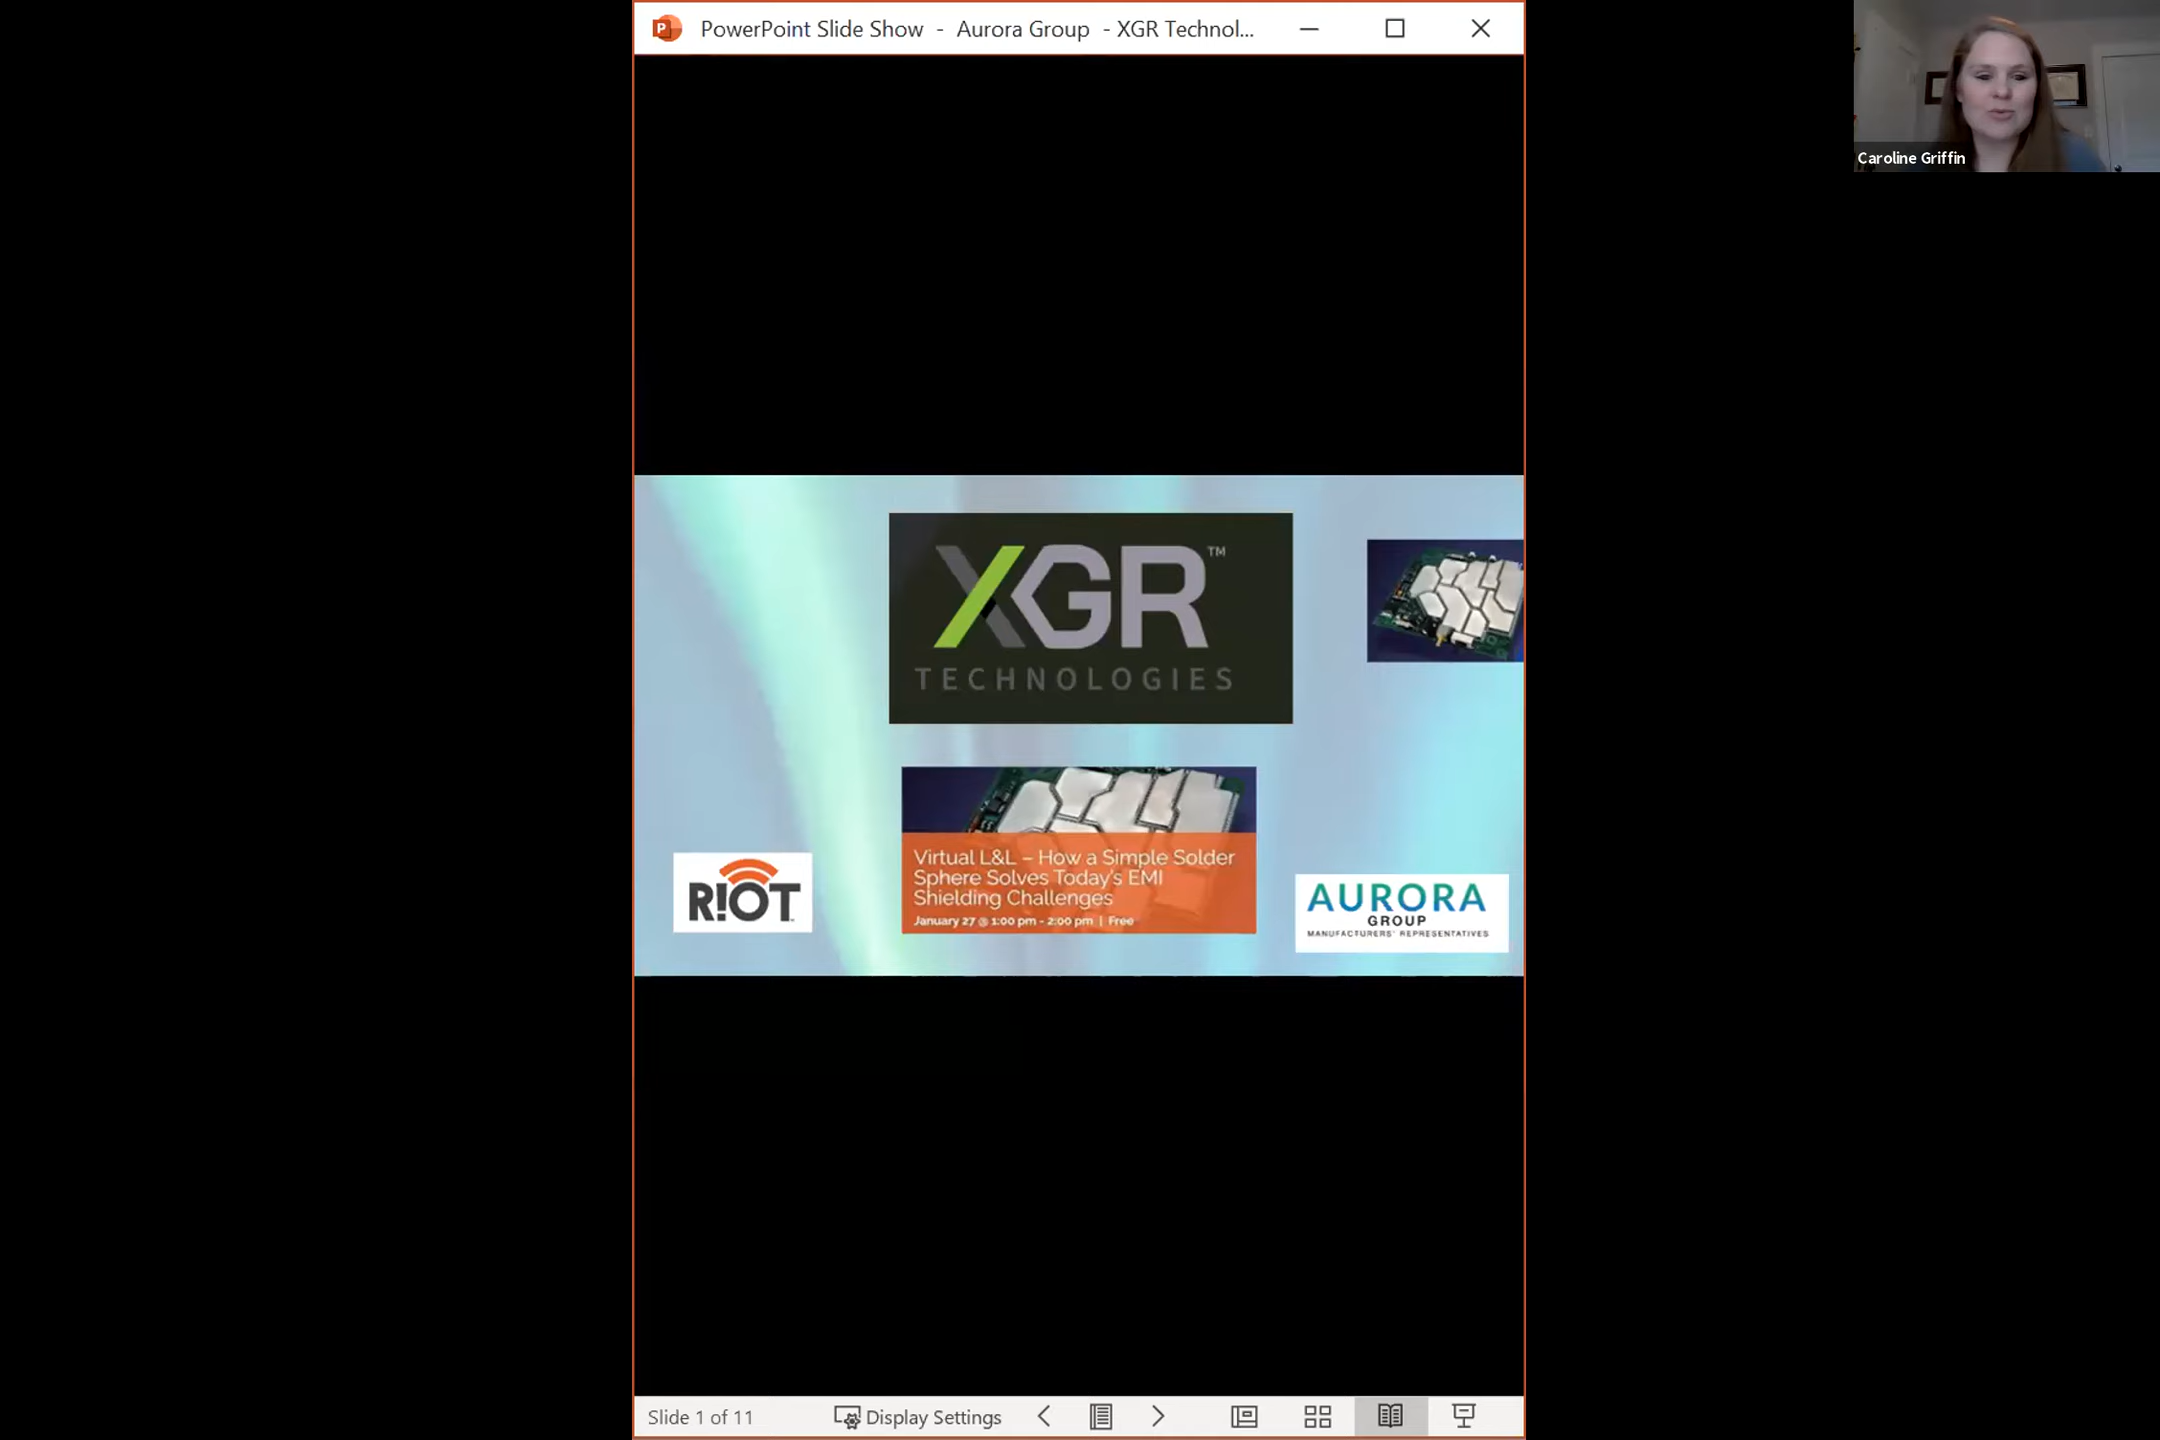 PowerPoint Slide Show - Aurora Group - XGR Technol...
Caroline Griffin
XGR™
TECHNOLOGIES
Virtual L&L – How a Simple Solder
Sphere Solves Today's EMI
Shielding Challenges
January 27 @ 1:00 pm - 2:00 pm | Free
R!OT
AURORA
GROUP
MANUFACTURERS' REPRESENTATIVES
Slide 1 of 11
Display Settings